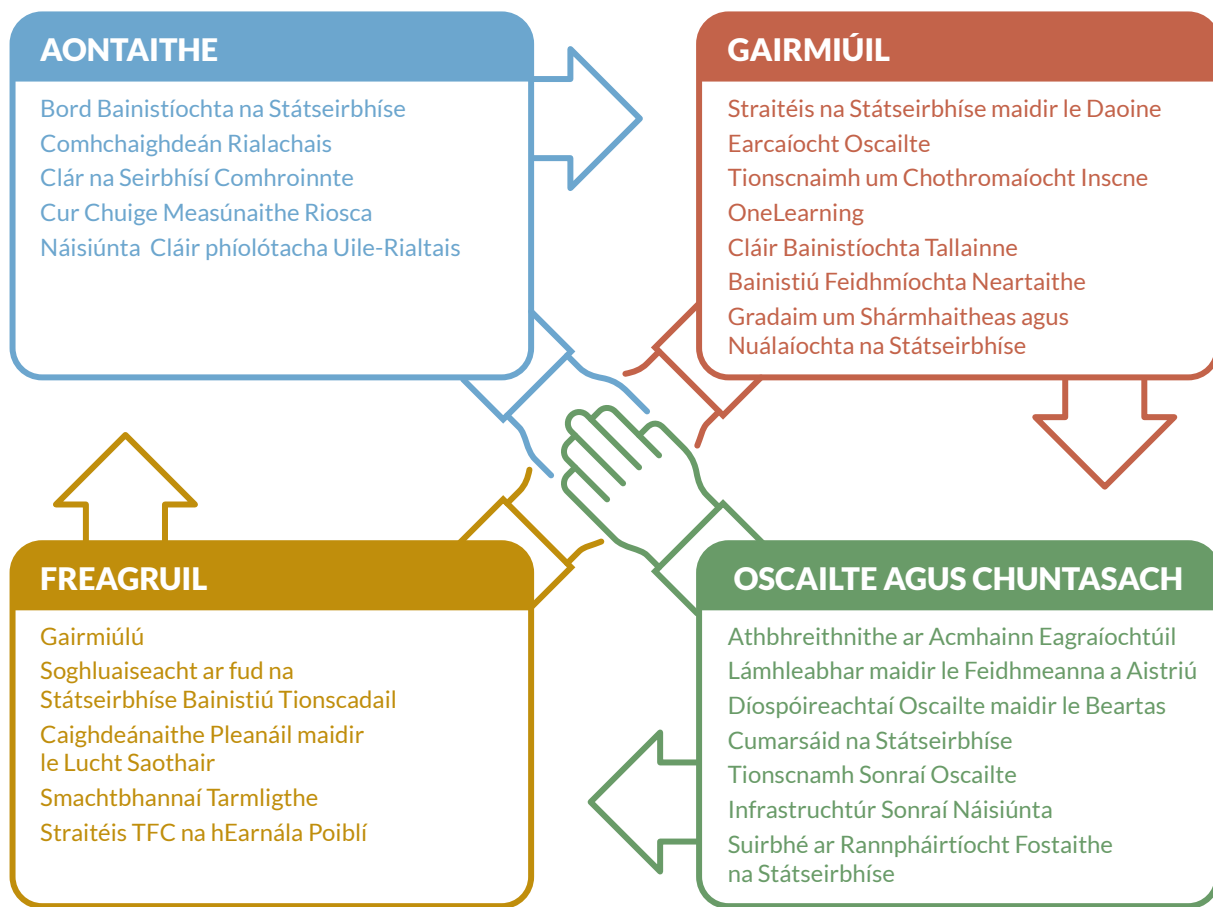 AONTAITHE
Bord Bainistíochta na Státseirbhíse
Comhchaighdeán Rialachais
Clár na Seirbhísí Comhroinnte
Cur Chuige Measúnaithe Riosca
Náisiúnta Cláir phíolótacha Uile-Rialtais
GAIRMIÚIL
Straitéis na Státseirbhíse maidir le Daoine
Earcaíocht Oscailte
Tionscnaimh um Chothromaíocht Inscne
OneLearning
Cláir Bainistíochta Tallainne
Bainistiú Feidhmíochta Neartaithe
Gradaim um Shármhaitheas agus
Nuálaíochta na Státseirbhíse
FREAGRUIL
Gairmiúlú
Soghluaiseacht ar fud na
Státseirbhíse Bainistiú Tionscadail
Caighdeánaithe Pleanáil maidir
le Lucht Saothair
Smachtbhannaí Tarmligthe
Straitéis TFC na hEarnála Poiblí
OSCAILTE AGUS CHUNTASACH
Athbhreithnithe ar Acmhainn Eagraíochtúil
Lámhleabhar maidir le Feidhmeanna a Aistriú
Díospóireachtaí Oscailte maidir le Beartas
Cumarsáid na Státseirbhíse
Tionscnamh Sonraí Oscailte
Infrastruchtúr Sonraí Náisiúnta
Suirbhé ar Rannpháirtíocht Fostaithe
na Státseirbhíse